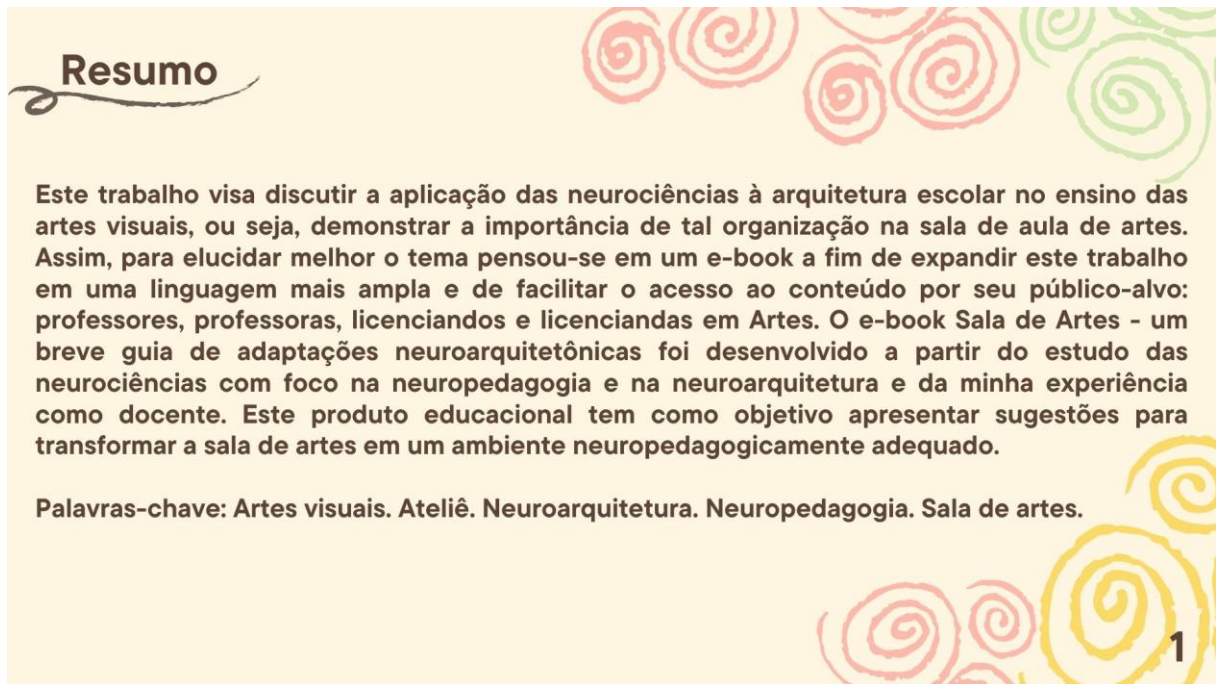 Resumo
Este trabalho visa discutir a aplicação das neurociências à arquitetura escolar no ensino das
artes visuais, ou seja, demonstrar a importância de tal organização na sala de aula de artes.
Assim, para elucidar melhor o tema pensou-se em um e-book a fim de expandir este trabalho
em uma linguagem mais ampla e de facilitar o acesso ao conteúdo por seu público-alvo:
professores, professoras, licenciandos e licenciandas em Artes. O e-book Sala de Artes - um
breve guia de adaptações neuroarquitetônicas foi desenvolvido a partir do estudo das
neurociências com foco na neuropedagogia e na neuroarquitetura e da minha experiência
como docente. Este produto educacional tem como objetivo apresentar sugestões para
transformar a sala de artes em um ambiente neuropedagogicamente adequado.
Palavras-chave: Artes visuais. Ateliê. Neuroarquitetura. Neuropedagogia. Sala de artes.
1